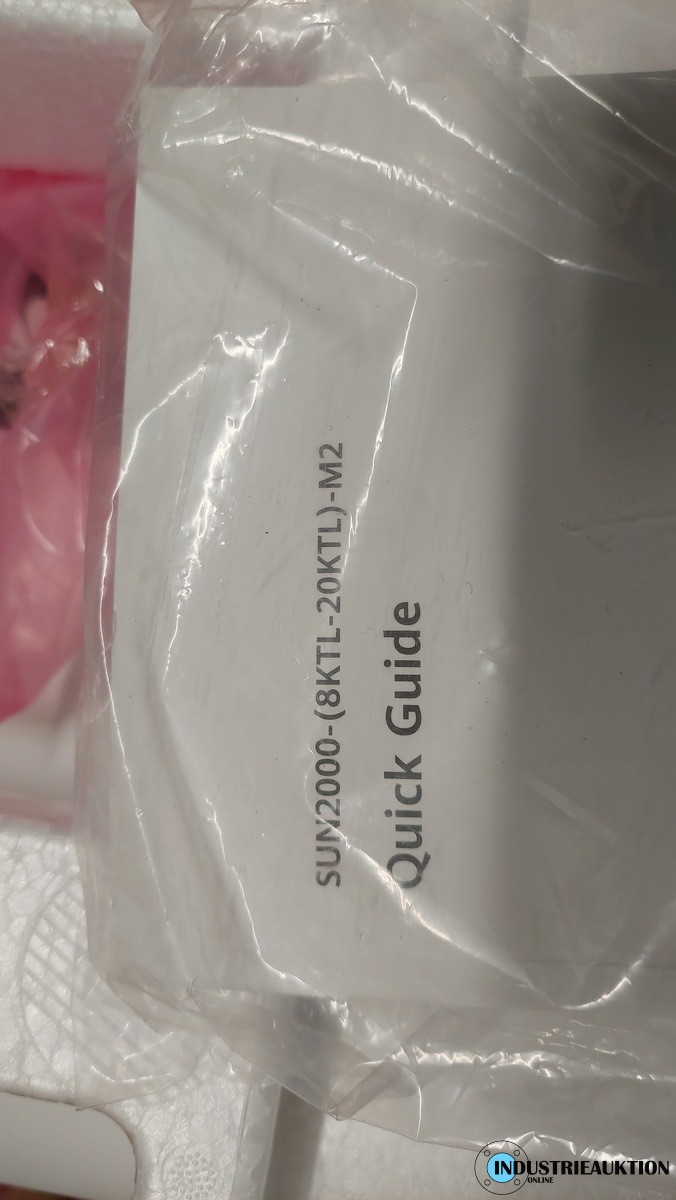 SUN2000-(8KTL-20KTL)-M2
Quick Guide
INDUSTRIEAUKTION
ONLINE